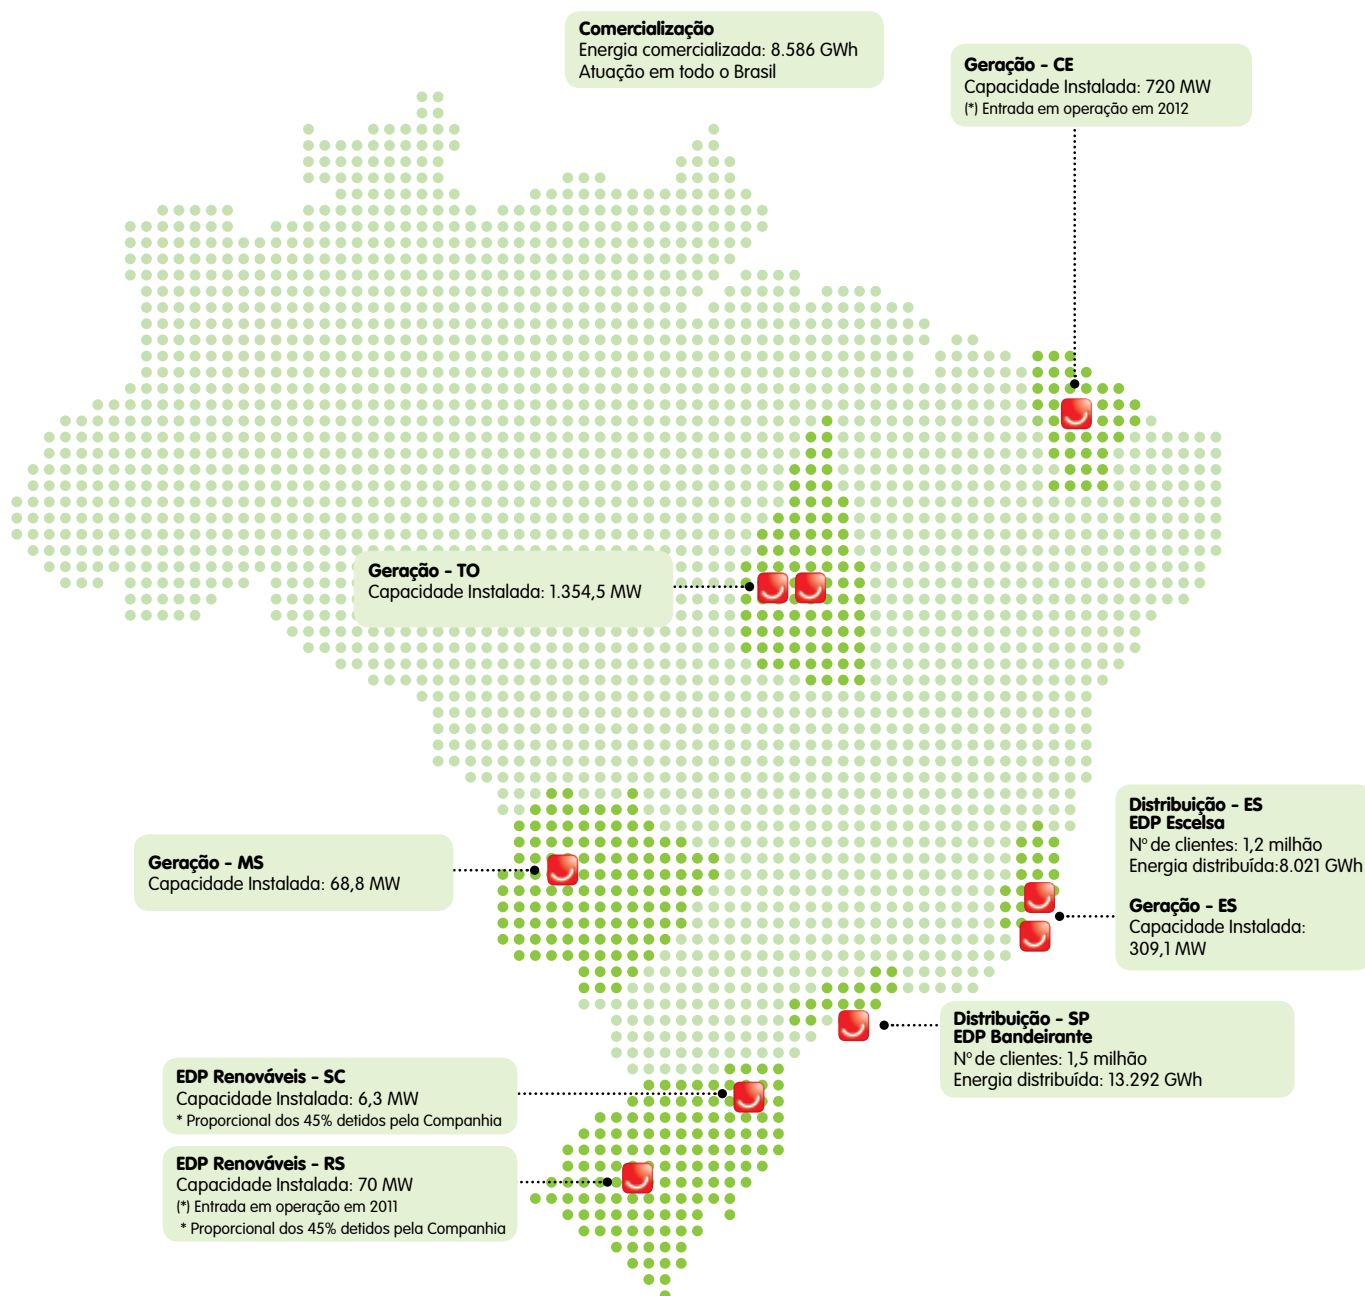 Comercialização
Energia comercializada: 8.586 GWh
Atuação em todo o Brasil
Geração - CE
Capacidade Instalada: 720 MW
(*) Entrada em operação em 2012
Geração - TO
Capacidade Instalada: 1.354,5 MW
Distribuição - ES
EDP Escelsa
Nº de clientes: 1,2 milhão
Energia distribuída:8.021 GWh
Geração - ES
Capacidade Instalada:
309,1 MW
Geração - MS
Capacidade Instalada: 68,8 MW
Distribuição - SP
EDP Bandeirante
Nº de clientes: 1,5 milhão
Energia distribuída: 13.292 GWh
EDP Renováveis - SC
Capacidade Instalada: 6,3 MW
* Proporcional dos 45% detidos pela Companhia
EDP Renováveis - RS
Capacidade Instalada: 70 MW
(*) Entrada em operação em 2011
* Proporcional dos 45% detidos pela Companhia